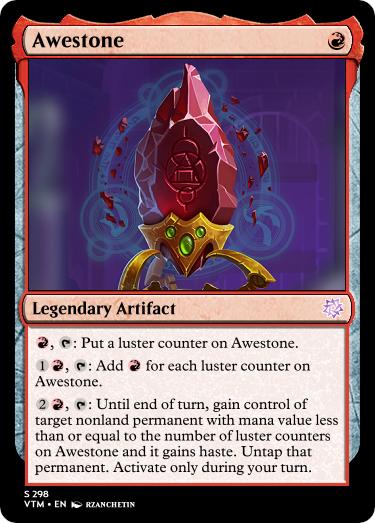 Awestone
Legendary Artifact
, : Put a luster counter on Awestone.
1 , : Add for each luster counter on
Awestone.
2 , : Until end of turn, gain control of
target nonland permanent with mana value less
than or equal to the number of luster counters
on Awestone and it gains haste. Untap that
permanent. Activate only during your turn.
S 298
VTM • EN RZANCHETIN